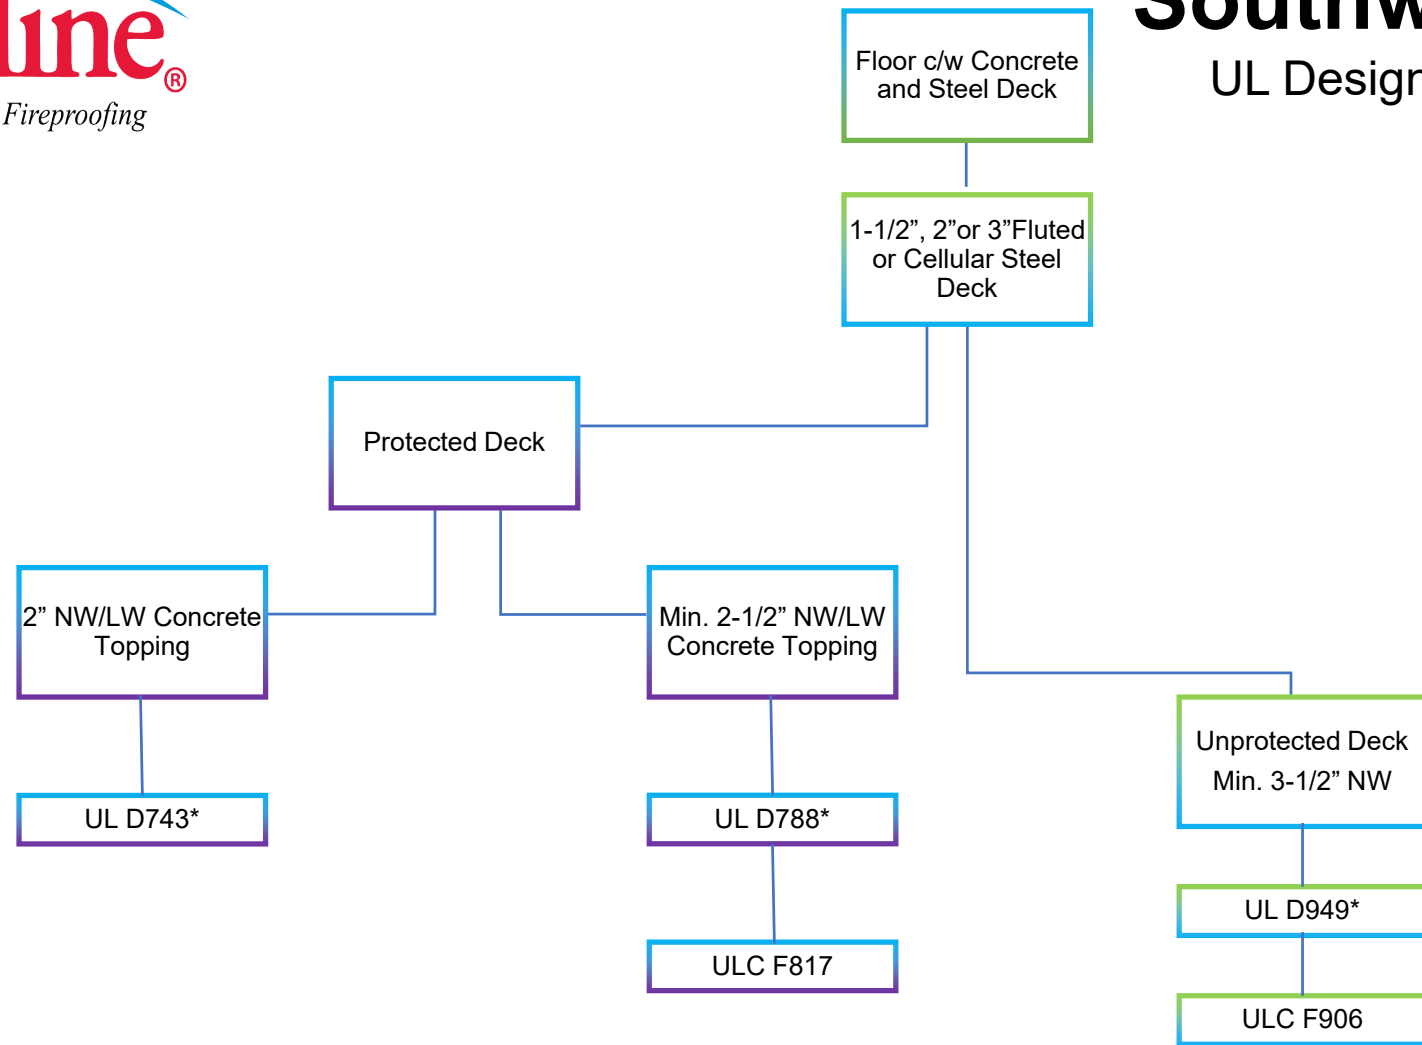 Fireproofing
UL Design
Floor c/w Concrete
and Steel Deck
1-1/2”, 2”or 3”Fluted
or Cellular Steel
Deck
Protected Deck
2” NW/LW Concrete
Topping
Min. 2-1/2” NW/LW
Concrete Topping
Unprotected Deck
Min. 3-1/2” NW
UL D743*
UL D788*
UL D949*
ULC F817
ULC F906